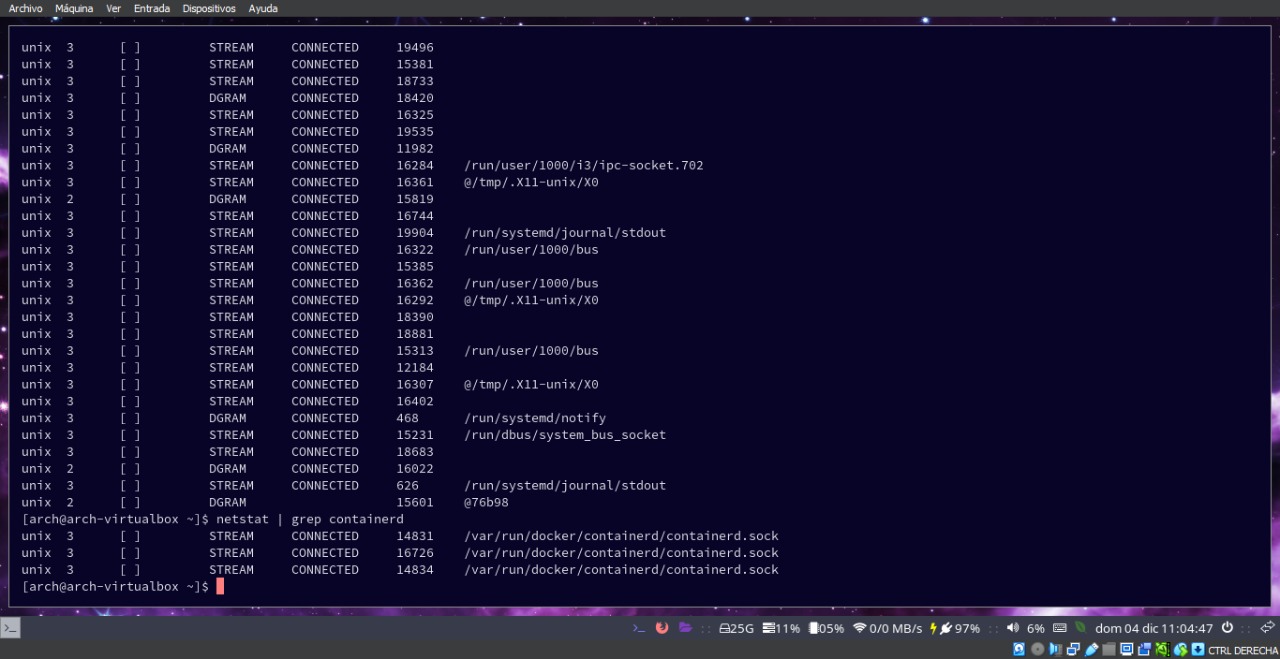 Archivo Máquina Ver Entrada Dispositivos Ayuda
unix 3 [ ] STREAM CONNECTED 19496
unix 3 [ ] STREAM CONNECTED 15381
unix 3 [ ] STREAM CONNECTED 18733
unix 3 [ ] DGRAM CONNECTED 18420
unix 3 [ ] STREAM CONNECTED 16325
unix 3 [ ] STREAM CONNECTED 19535
unix 3 [ ] DGRAM CONNECTED 11982
unix 3 [ ] STREAM CONNECTED 16284 /run/user/1000/i3/ipc-socket.702
unix 3 [ ] STREAM CONNECTED 16361 @/tmp/.X11-unix/X0
unix 2 [ ] DGRAM CONNECTED 15819
unix 3 [ ] STREAM CONNECTED 16744
unix 3 [ ] STREAM CONNECTED 19904 /run/systemd/journal/stdout
unix 3 [ ] STREAM CONNECTED 16322 /run/user/1000/bus
unix 3 [ ] STREAM CONNECTED 15385
unix 3 [ ] STREAM CONNECTED 16362 /run/user/1000/bus
unix 3 [ ] STREAM CONNECTED 16292 @/tmp/.X11-unix/X0
unix 3 [ ] STREAM CONNECTED 18390
unix 3 [ ] STREAM CONNECTED 18881
unix 3 [ ] STREAM CONNECTED 15313 /run/user/1000/bus
unix 3 [ ] STREAM CONNECTED 12184
unix 3 [ ] STREAM CONNECTED 16307 @/tmp/.X11-unix/X0
unix 3 [ ] STREAM CONNECTED 16402
unix 3 [ ] DGRAM CONNECTED 468 /run/systemd/notify
unix 3 [ ] STREAM CONNECTED 15231 /run/dbus/system_bus_socket
unix 3 [ ] STREAM CONNECTED 18683
unix 2 [ ] DGRAM CONNECTED 16022
unix 3 [ ] STREAM CONNECTED 626 /run/systemd/journal/stdout
unix 2 [ ] DGRAM 15601 @76b98
[arch@arch-virtualbox ~]$ netstat | grep containerd
unix 3 [ ] STREAM CONNECTED 14831 /var/run/docker/containerd/containerd.sock
unix 3 [ ] STREAM CONNECTED 16726 /var/run/docker/containerd/containerd.sock
unix 3 [ ] STREAM CONNECTED 14834 /var/run/docker/containerd/containerd.sock
[arch@arch-virtualbox ~]$
25G 11% 05% 0/0 MB/s 97% 6% dom 04 dic 11:04:47
CTRL DERECHA